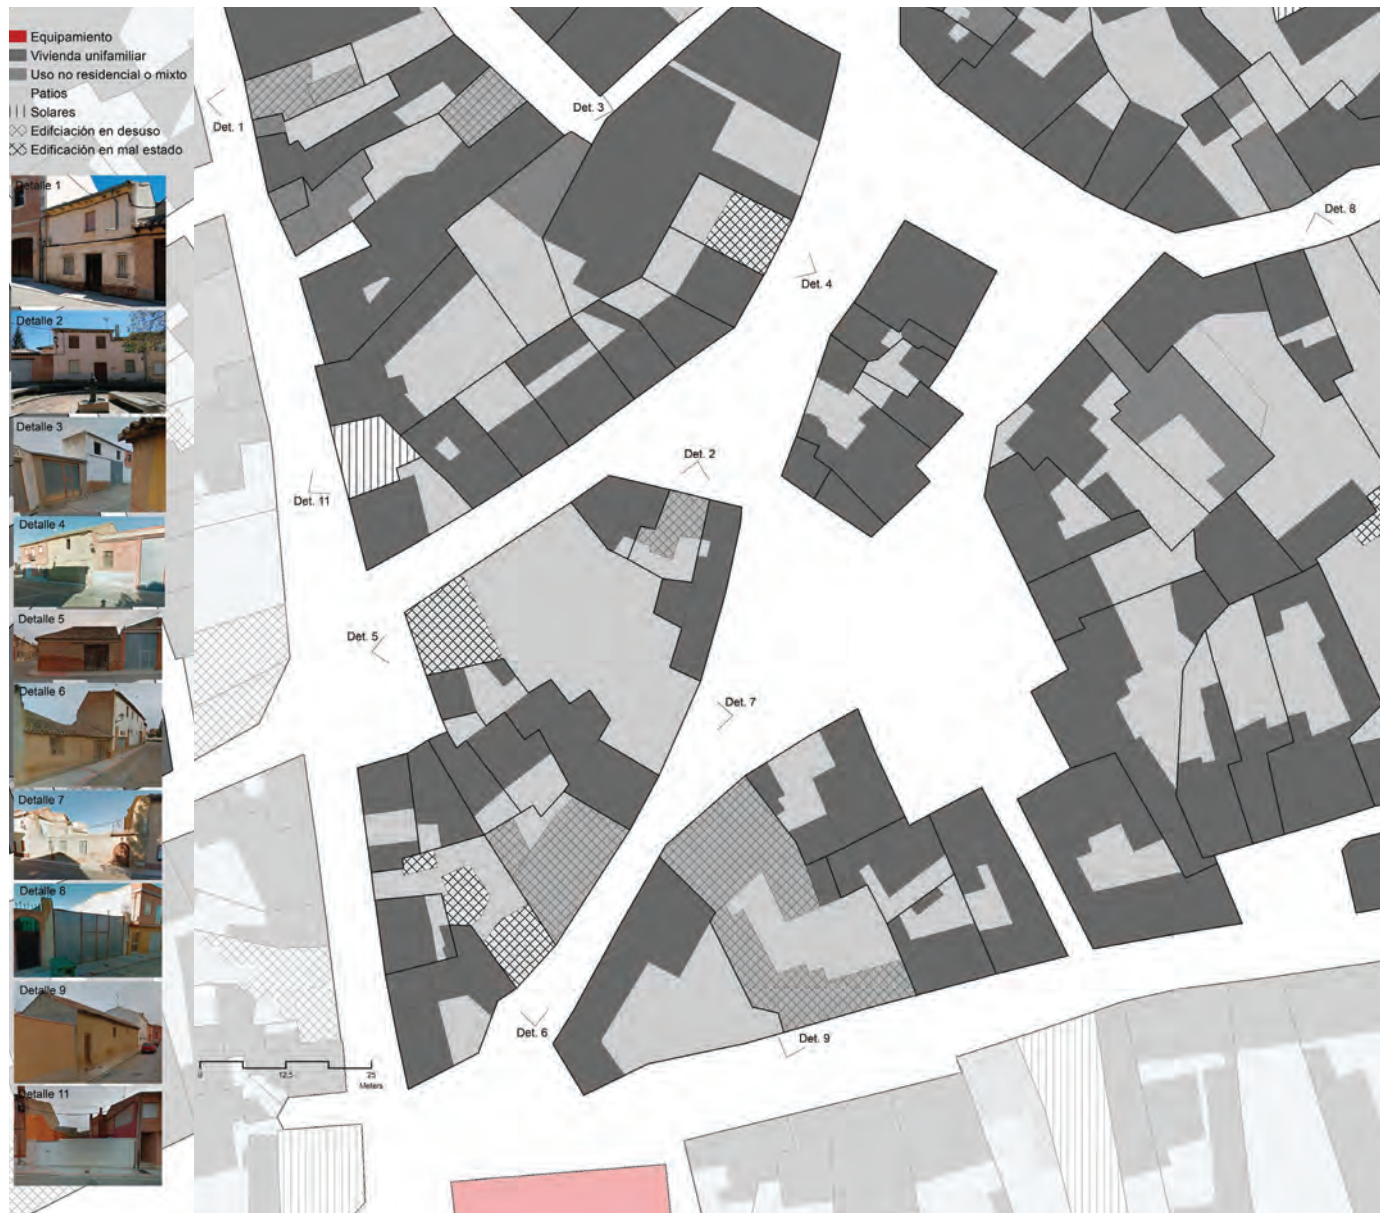 Equipamiento
Vivienda unifamiliar
Uso no residencial o mixto
Patios
Solares
Edifciación en desuso
Edificación en mal estado
Detalle 1
Detalle 2
Detalle 3
Detalle 4
Detalle 5
Detalle 6
Detalle 7
Detalle 8
Detalle 9
Detalle 11
Det. 1
Det. 3
Det. 8
Det. 4
Det. 2
Det. 11
Det. 5
Det. 7
Det. 6
Det. 9
0 12,5 25
Meters